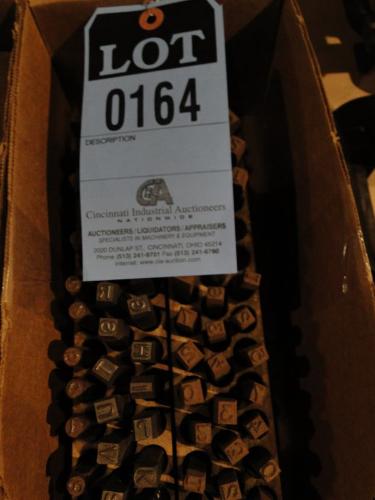 LOT
0164
DESCRIPTION
CIA
Cincinnati Industrial Auctioneers
NATIONWIDE
AUCTIONEERS/LIQUIDATORS/APPRAISERS
SPECIALISTS IN MACHINERY & EQUIPMENT
2020 DUNLAP ST., CINCINNATI, OHIO 45214
Phone (513) 241-9701 Fax (513) 241-6760
Internet: www.cia-auction.com